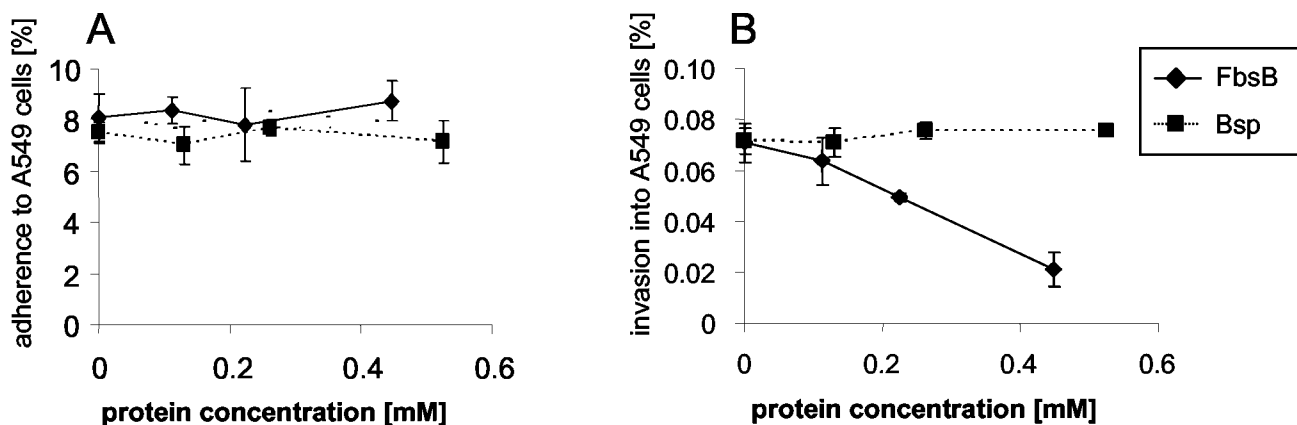 A
adherence to A549 cells [%]
10
8
6
4
2
0
0 0.2 0.4 0.6
protein concentration [mM]
B
invasion into A549 cells [%]
0.10
0.08
0.06
0.04
0.02
0
0 0.2 0.4 0.6
protein concentration [mM]
FbsB
Bsp